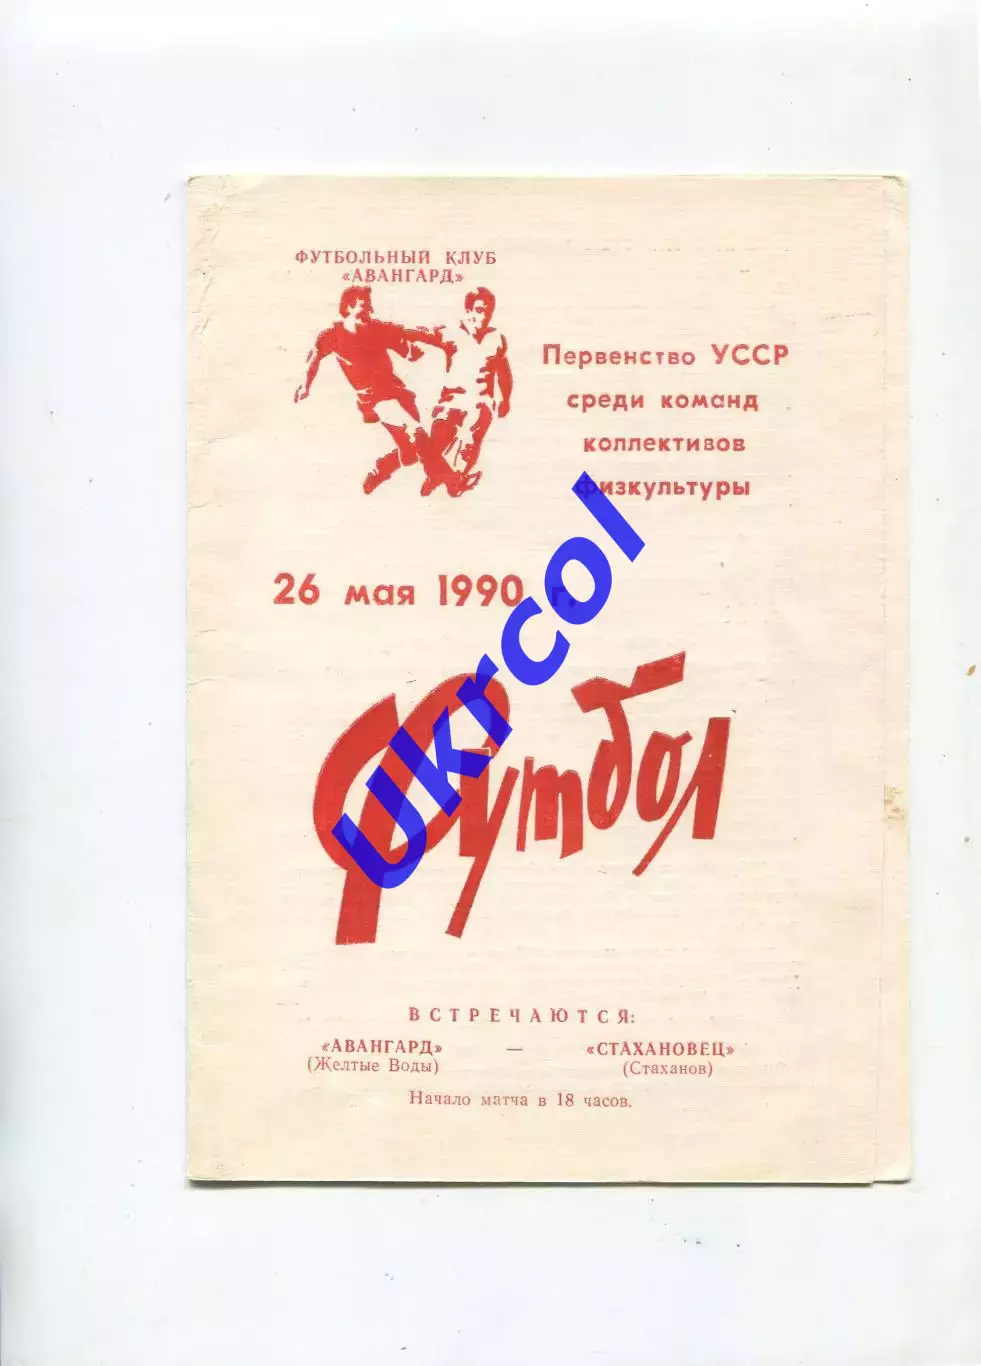 ФУТБОЛЬНЫЙ КЛУБ
«АВАНГАРД»
Первенство УССР
среди команд
коллективов
физкультуры
26 мая 1990 г.
Футбол
Ukrcol
ВСТРЕЧАЮТСЯ:
«АВАНГАРД» — «СТАХАНОВЕЦ»
(Желтые Воды) (Стаханов)
Начало матча в 18 часов.